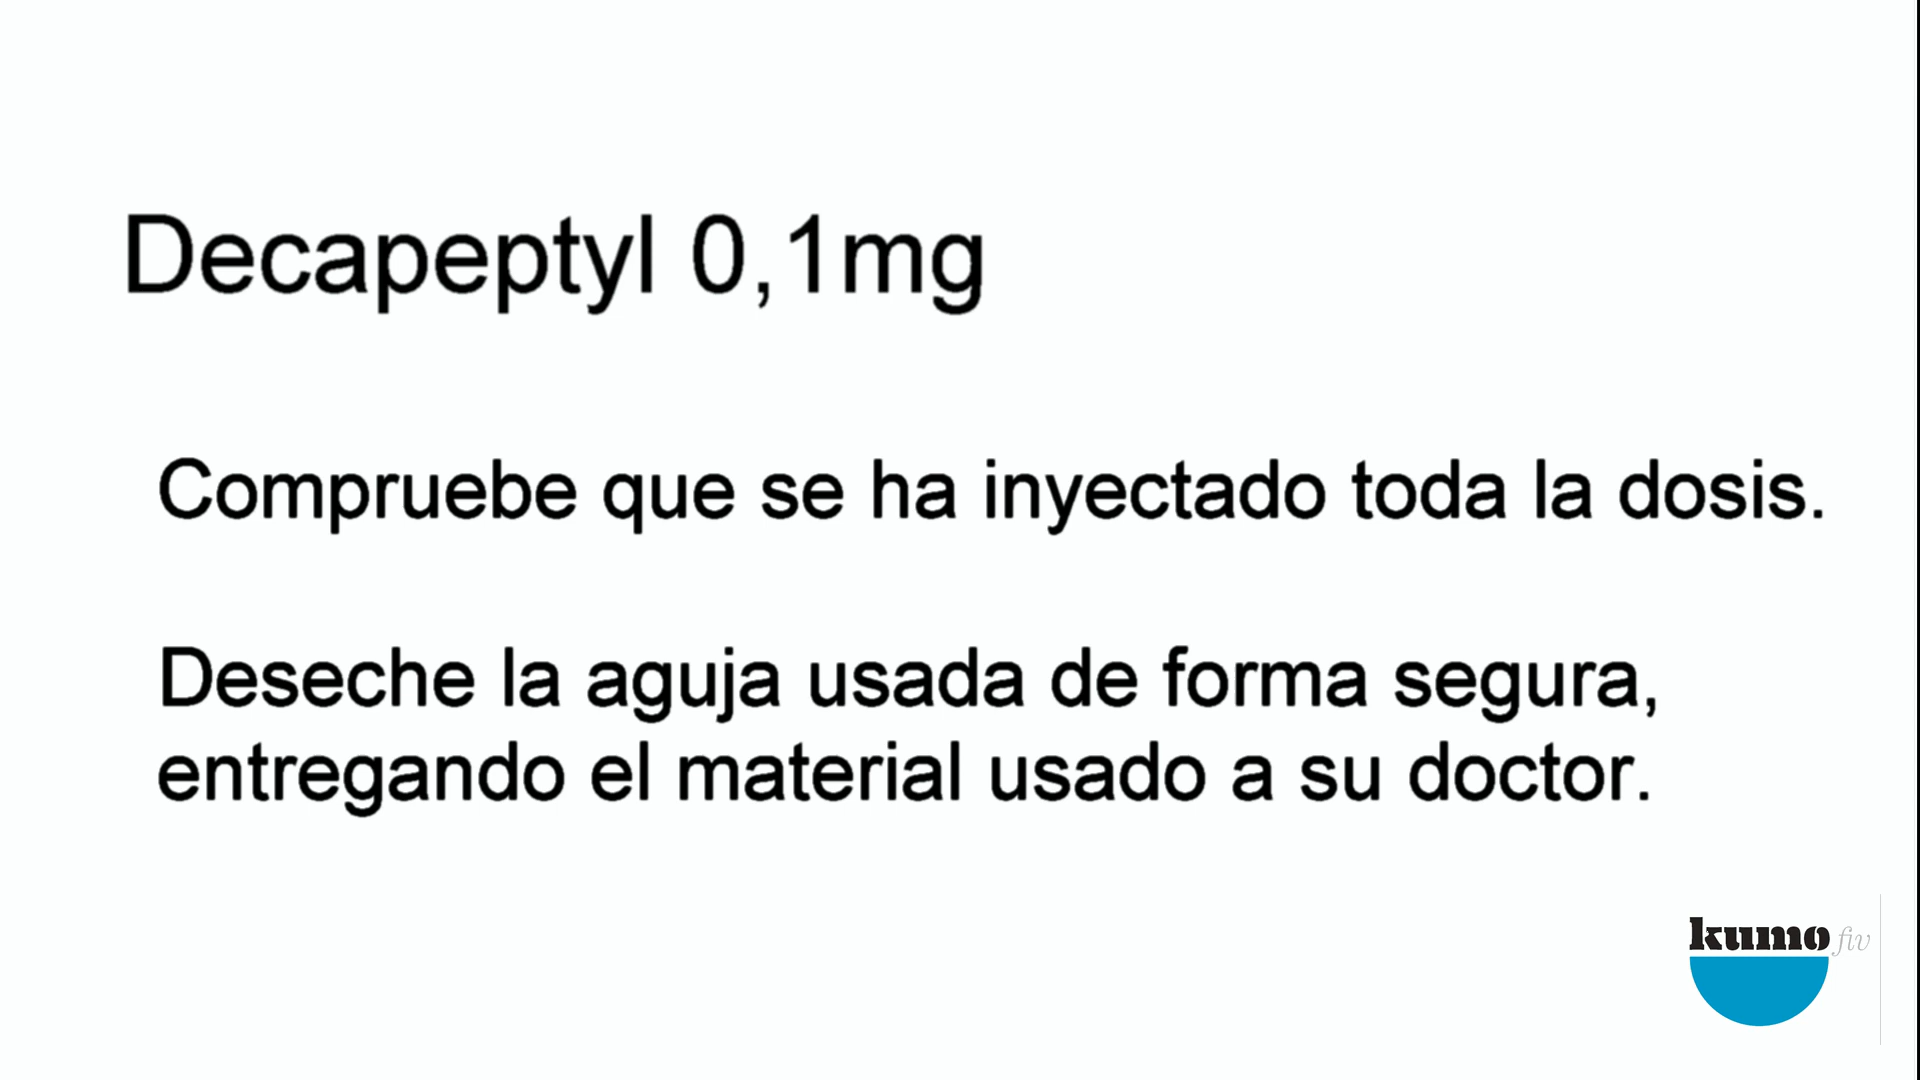 Decapeptyl 0,1mg
Compruebe que se ha inyectado toda la dosis.
Deseche la aguja usada de forma segura,
entregando el material usado a su doctor.
kumo fiv